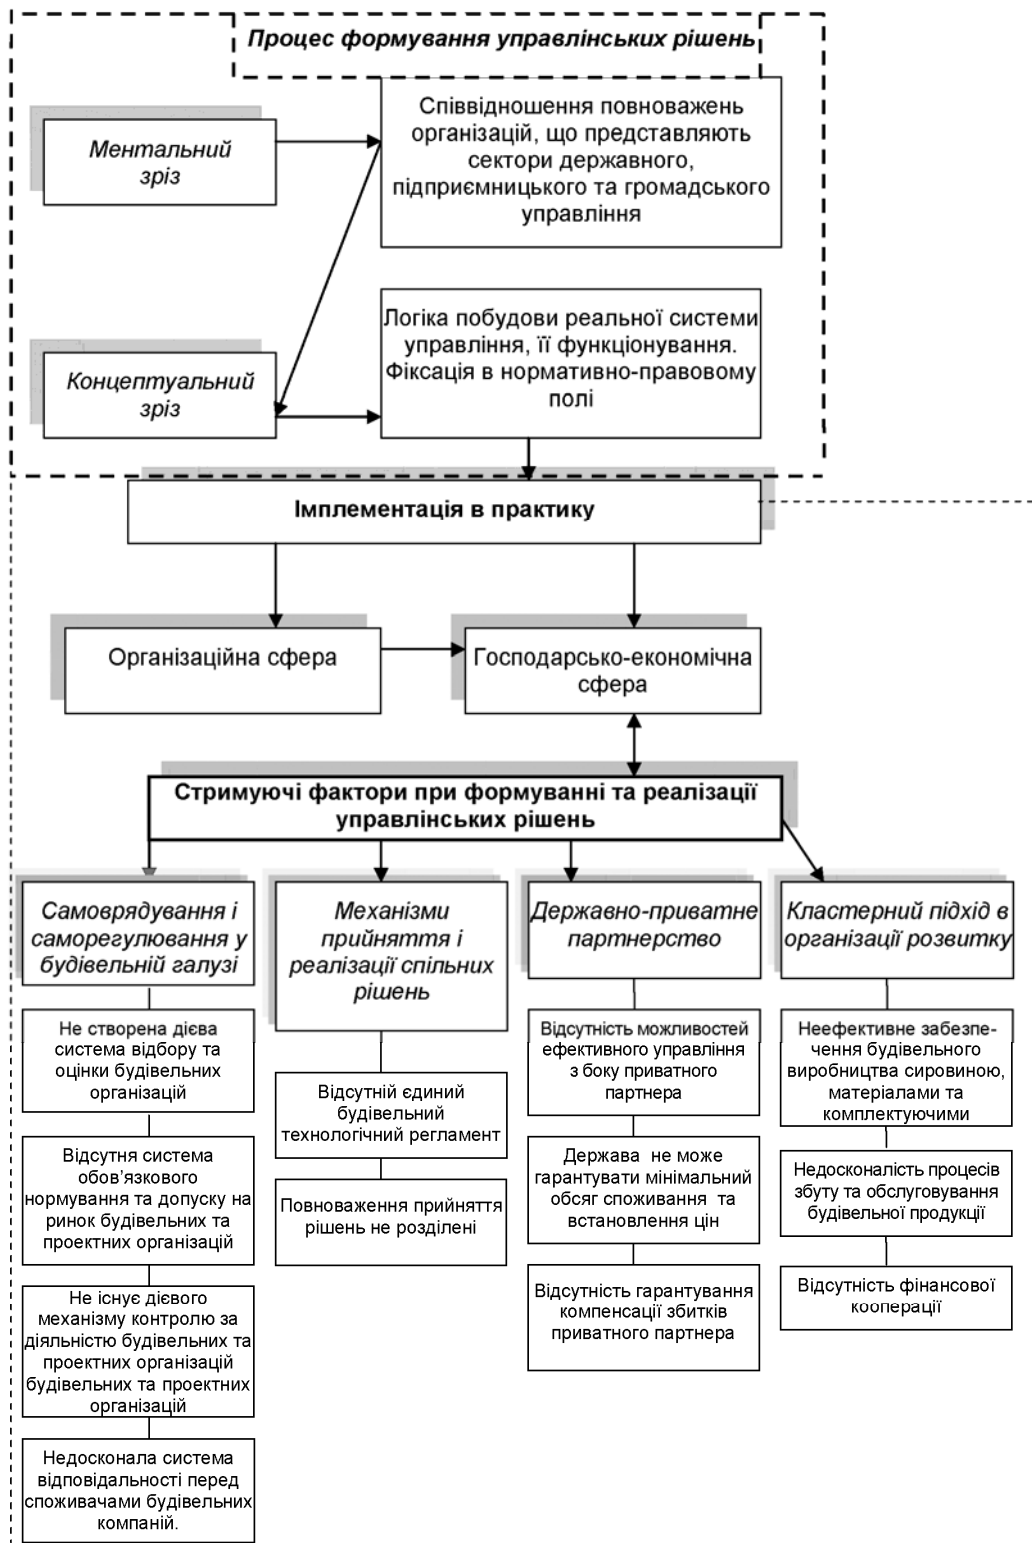 Процес формування управлінських рішень
Ментальний
зріз
Співвідношення повноважень
організацій, що представляють
сектори державного,
підприємницького та громадського
управління
Концептуальний
зріз
Логіка побудови реальної системи
управління, її функціонування.
Фіксація в нормативно-правовому
полі
Імплементація в практику
Організаційна сфера
Господарсько-економічна
сфера
Стримуючі фактори при формуванні та реалізації
управлінських рішень
Самоврядування і
саморегулювання у
будівельній галузі
Не створена дієва
система відбору та
оцінки будівельних
організацій
Відсутня система
обов’язкового
нормування та допуску на
ринок будівельних та
проектних організацій
Не існує дієвого
механізму контролю за
діяльністю будівельних та
проектних організацій
будівельних та проектних
організацій
Недосконала система
відповідальності перед
споживачами будівельних
компаній.
Механізми
прийняття і
реалізації спільних
рішень
Відсутній єдиний
будівельний
технологічний регламент
Повноваження прийняття
рішень не розділені
Державно-приватне
партнерство
Відсутність можливостей
ефективного управління
з боку приватного
партнера
Держава не може
гарантувати мінімальний
обсяг споживання та
встановлення цін
Відсутність гарантування
компенсації збитків
приватного партнера
Кластерний підхід в
організації розвитку
Неефективне забезпе-
чення будівельного
виробництва сировиною,
матеріалами та
комплектуючими
Недосконалість процесів
збуту та обслуговування
будівельної продукції
Відсутність фінансової
кооперації